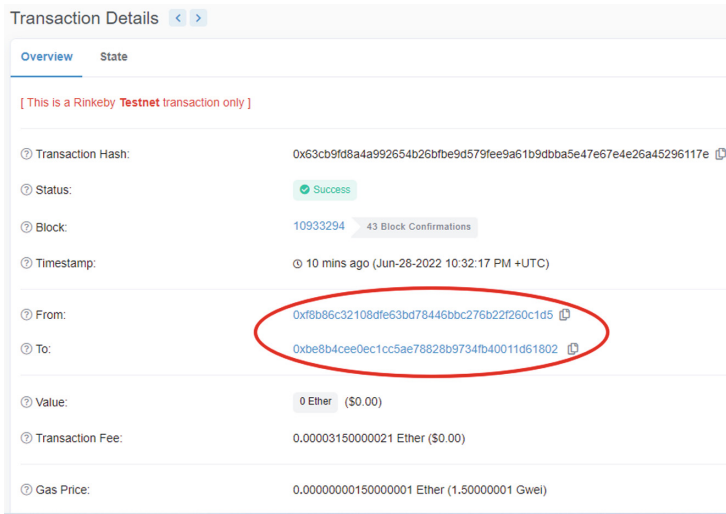 Transaction Details < >
Overview State
[ This is a Rinkeby Testnet transaction only ]
Transaction Hash: 0x63cb9fd8a4a992654b26bfbe9d579fee9a61b9dbba5e47e67e4e26a45296117e
Status: Success
Block: 10933294 43 Block Confirmations
Timestamp: 10 mins ago (Jun-28-2022 10:32:17 PM +UTC)
From: 0xf8b86c32108dfe63bd78446bbc276b22f260c1d5
To: 0xbe8b4cee0ec1cc5ae78828b9734fb40011d61802
Value: 0 Ether ($0.00)
Transaction Fee: 0.00003150000021 Ether ($0.00)
Gas Price: 0.00000000150000001 Ether (1.50000001 Gwei)